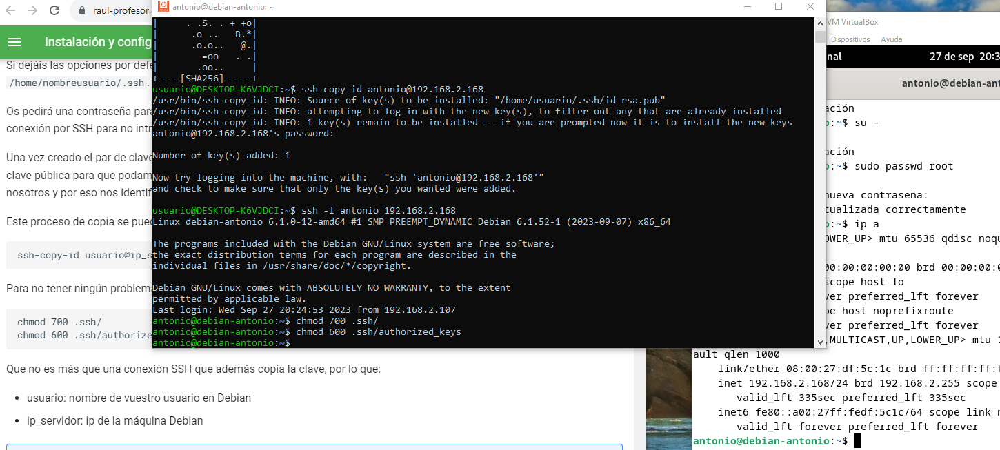 raul-profesor.
Instalación y config
Si dejáis las opciones por defe
/home/nombreusuario/.ssh.
Os pedirá una contraseña para
conexión por SSH para no intr
Una vez creado el par de clave
clave pública para que podam
nosotros y por eso nos identif
Este proceso de copia se pued
ssh-copy-id usuario@ip_s
Para no tener ningún problema
chmod 700 .ssh/
chmod 600 .ssh/authorize
Que no es más que una conexión SSH que además copia la clave, por lo que:
• usuario: nombre de vuestro usuario en Debian
• ip_servidor: ip de la máquina Debian
antonio@debian-antonio: ~
|     . .S. . + +o|
|      .o ..   B.*|
|      .o.o..   @.|
|        =oo   . .|
|       .oo..     |
+----[SHA256]-----+
usuario@DESKTOP-K6VJDCI:~$ ssh-copy-id antonio@192.168.2.168
/usr/bin/ssh-copy-id: INFO: Source of key(s) to be installed: "/home/usuario/.ssh/id_rsa.pub"
/usr/bin/ssh-copy-id: INFO: attempting to log in with the new key(s), to filter out any that are already installed
/usr/bin/ssh-copy-id: INFO: 1 key(s) remain to be installed -- if you are prompted now it is to install the new keys
antonio@192.168.2.168's password:
Number of key(s) added: 1
Now try logging into the machine, with:   "ssh 'antonio@192.168.2.168'"
and check to make sure that only the key(s) you wanted were added.
usuario@DESKTOP-K6VJDCI:~$ ssh -l antonio 192.168.2.168
Linux debian-antonio 6.1.0-12-amd64 #1 SMP PREEMPT_DYNAMIC Debian 6.1.52-1 (2023-09-07) x86_64
The programs included with the Debian GNU/Linux system are free software;
the exact distribution terms for each program are described in the
individual files in /usr/share/doc/*/copyright.
Debian GNU/Linux comes with ABSOLUTELY NO WARRANTY, to the extent
permitted by applicable law.
Last login: Wed Sep 27 20:24:53 2023 from 192.168.2.107
antonio@debian-antonio:~$ chmod 700 .ssh/
antonio@debian-antonio:~$ chmod 600 .ssh/authorized_keys
antonio@debian-antonio:~$
VM VirtualBox
Dispositivos Ayuda
nal 27 de sep 20:3
antonio@debian-ant
ación
o:~$ su -
ación
o:~$ sudo passwd root
nueva contraseña:
tualizada correctamente
o:~$ ip a
OWER_UP> mtu 65536 qdisc noqu
00:00:00:00:00 brd 00:00:00:0
scope host lo
ver preferred_lft forever
pe host noprefixroute
ver preferred_lft forever
,MULTICAST,UP,LOWER_UP> mtu 1
ault qlen 1000
link/ether 08:00:27:df:5c:1c brd ff:ff:ff:ff:f
inet 192.168.2.168/24 brd 192.168.2.255 scope
valid_lft 335sec preferred_lft 335sec
inet6 fe80::a00:27ff:fedf:5c1c/64 scope link n
valid_lft forever preferred_lft forever
antonio@debian-antonio:~$